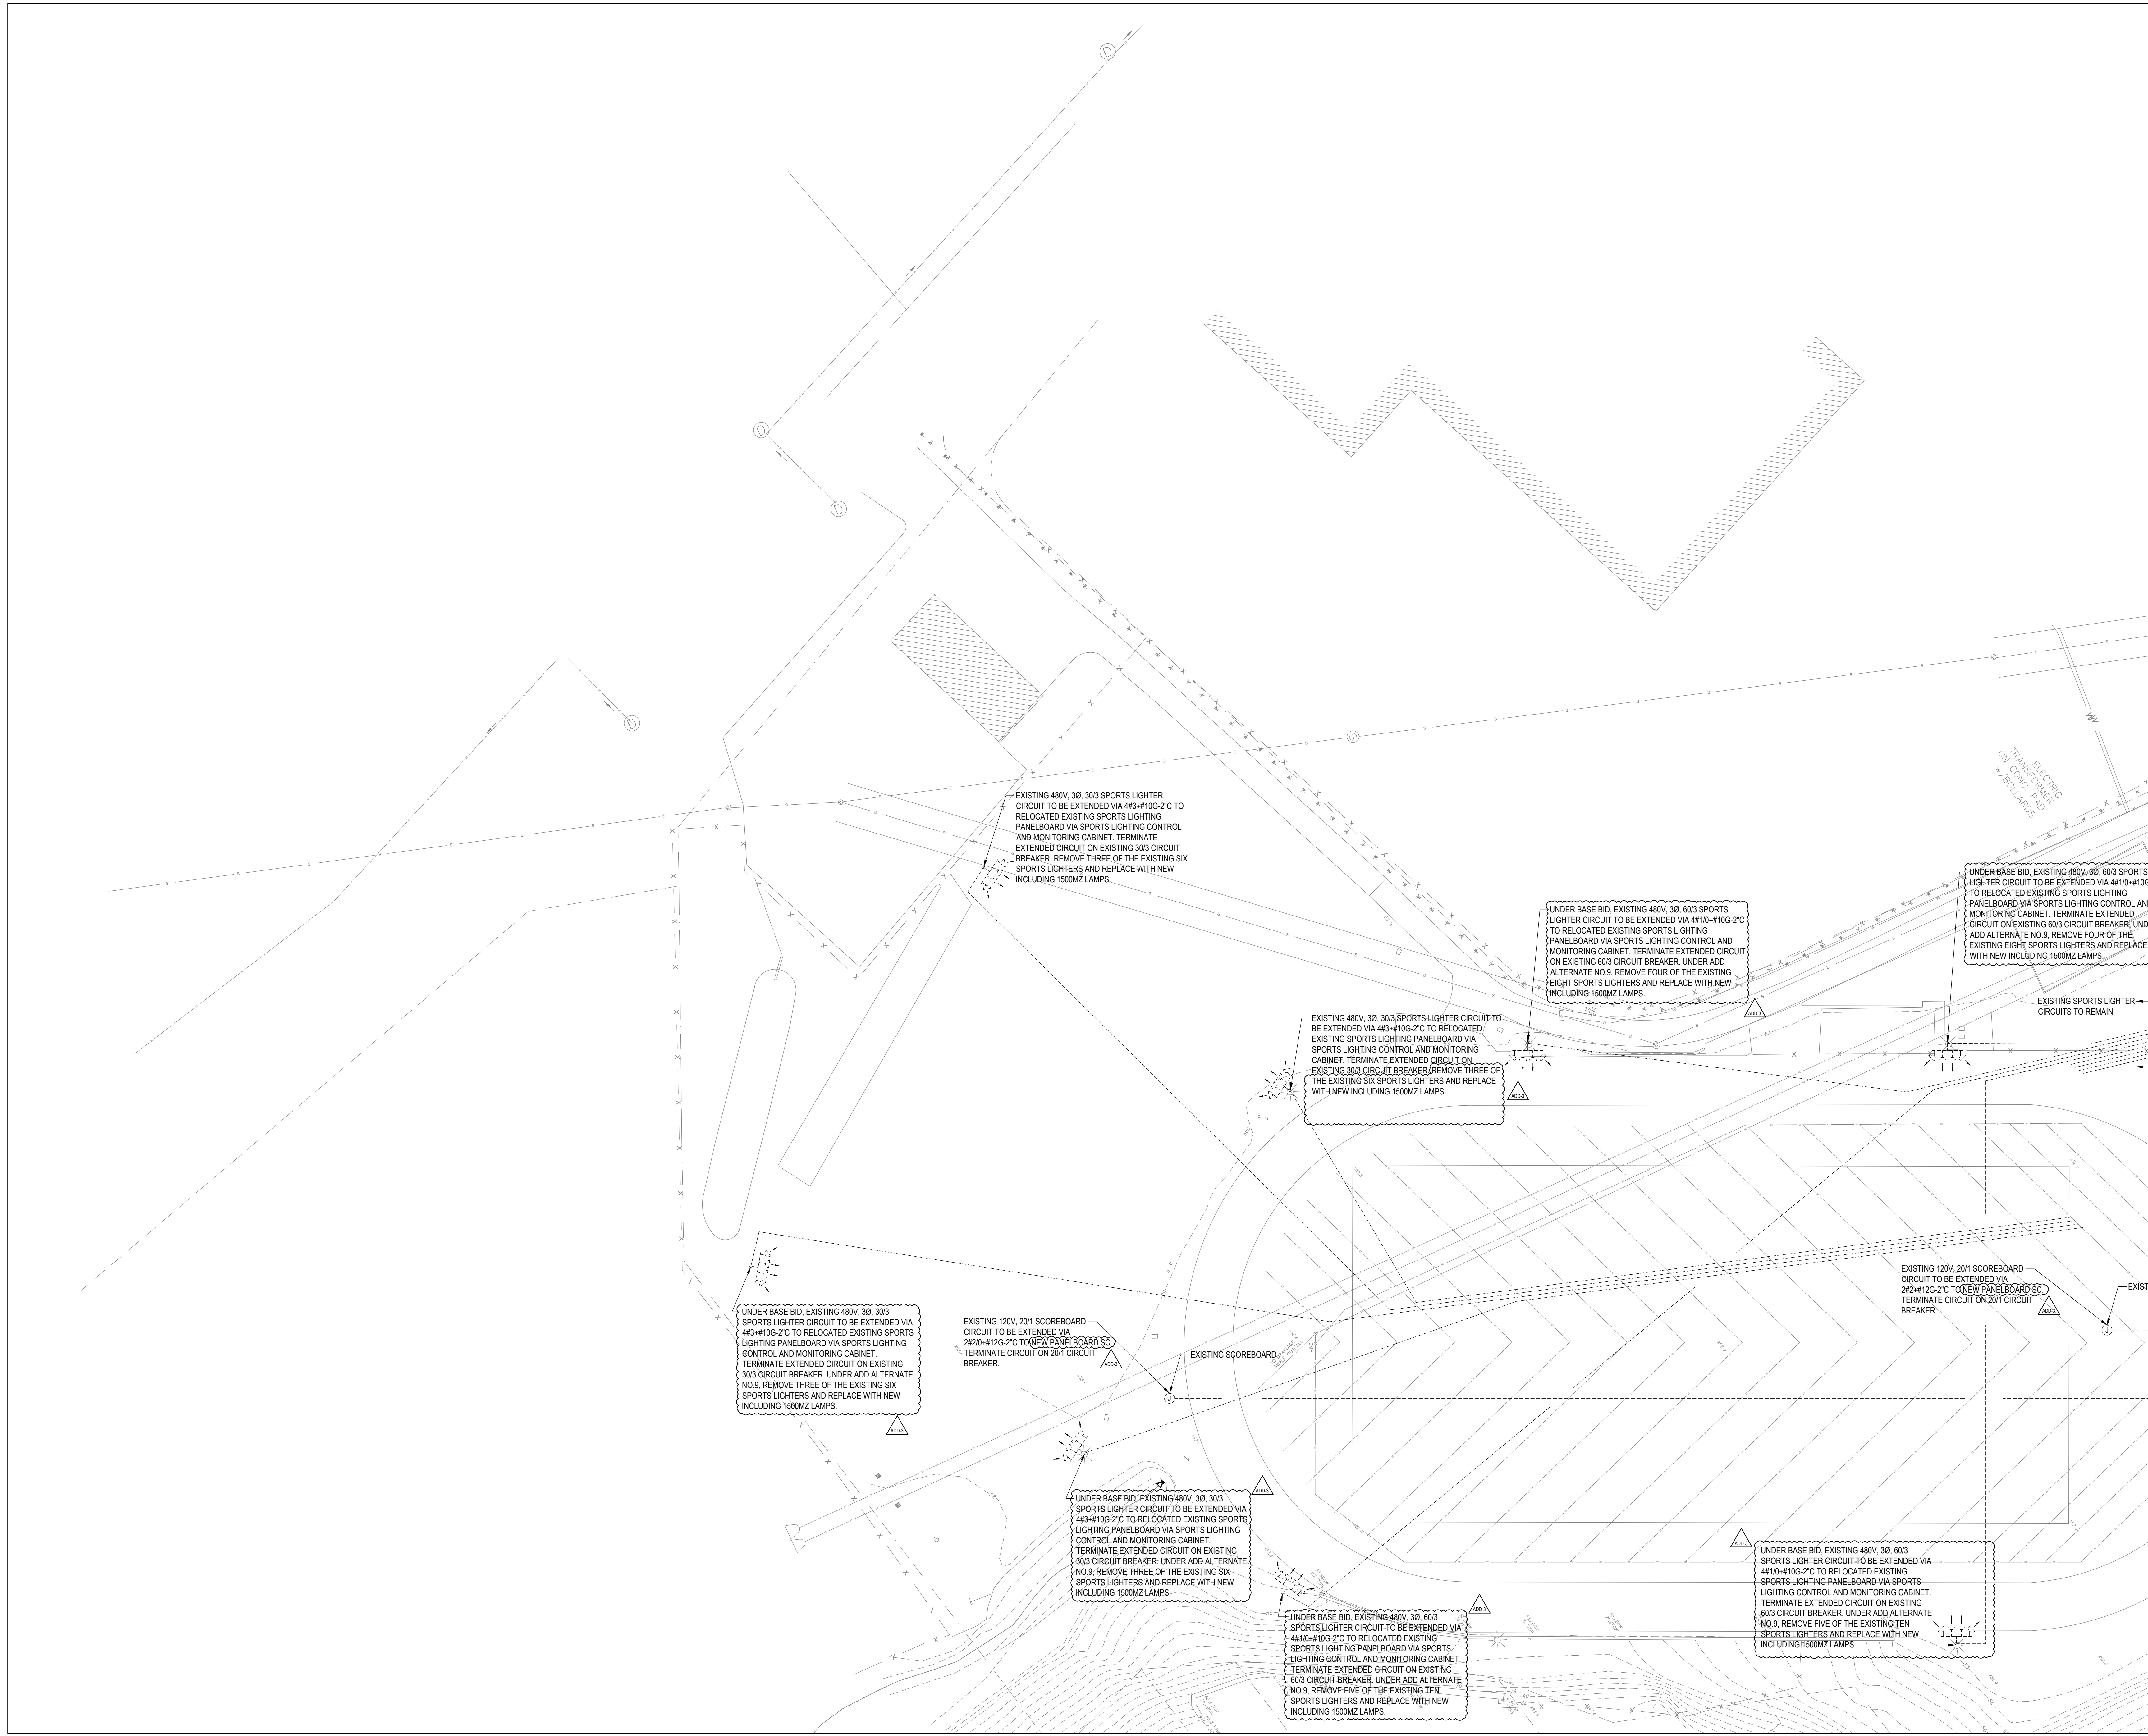 D
D
D
D
S
W
ELECTRIC
TRANSFORMER
ON CONC. PAD
w/BOLLARDS
EXISTING 480V, 3Ø, 30/3 SPORTS LIGHTER
CIRCUIT TO BE EXTENDED VIA 4#3+#10G-2"C TO
RELOCATED EXISTING SPORTS LIGHTING
PANELBOARD VIA SPORTS LIGHTING CONTROL
AND MONITORING CABINET. TERMINATE
EXTENDED CIRCUIT ON EXISTING 30/3 CIRCUIT
BREAKER. REMOVE THREE OF THE EXISTING SIX
SPORTS LIGHTERS AND REPLACE WITH NEW
INCLUDING 1500MZ LAMPS.
UNDER BASE BID, EXISTING 480V, 3Ø, 60/3 SPORTS
LIGHTER CIRCUIT TO BE EXTENDED VIA 4#1/0+#10G-2"C
TO RELOCATED EXISTING SPORTS LIGHTING
PANELBOARD VIA SPORTS LIGHTING CONTROL AND
MONITORING CABINET. TERMINATE EXTENDED CIRCUIT
ON EXISTING 60/3 CIRCUIT BREAKER. UNDER ADD
ALTERNATE NO.9, REMOVE FOUR OF THE EXISTING
EIGHT SPORTS LIGHTERS AND REPLACE WITH NEW
INCLUDING 1500MZ LAMPS.
ADD-3
UNDER BASE BID, EXISTING 480V, 3Ø, 60/3 SPORTS
LIGHTER CIRCUIT TO BE EXTENDED VIA 4#1/0+#10G
TO RELOCATED EXISTING SPORTS LIGHTING
PANELBOARD VIA SPORTS LIGHTING CONTROL AN
MONITORING CABINET. TERMINATE EXTENDED
CIRCUIT ON EXISTING 60/3 CIRCUIT BREAKER. UND
ADD ALTERNATE NO.9, REMOVE FOUR OF THE
EXISTING EIGHT SPORTS LIGHTERS AND REPLACE
WITH NEW INCLUDING 1500MZ LAMPS.
EXISTING SPORTS LIGHTER
CIRCUITS TO REMAIN
EXISTING 480V, 3Ø, 30/3 SPORTS LIGHTER CIRCUIT TO
BE EXTENDED VIA 4#3+#10G-2"C TO RELOCATED
EXISTING SPORTS LIGHTING PANELBOARD VIA
SPORTS LIGHTING CONTROL AND MONITORING
CABINET. TERMINATE EXTENDED CIRCUIT ON
EXISTING 30/3 CIRCUIT BREAKER. REMOVE THREE OF
THE EXISTING SIX SPORTS LIGHTERS AND REPLACE
WITH NEW INCLUDING 1500MZ LAMPS.
ADD-3
EXISTING 120V, 20/1 SCOREBOARD
CIRCUIT TO BE EXTENDED VIA
2#2+#12G-2"C TO NEW PANELBOARD SC.
TERMINATE CIRCUIT ON 20/1 CIRCUIT
BREAKER.
ADD-3
EXIST
J
UNDER BASE BID, EXISTING 480V, 3Ø, 30/3
SPORTS LIGHTER CIRCUIT TO BE EXTENDED VIA
4#3+#10G-2"C TO RELOCATED EXISTING SPORTS
LIGHTING PANELBOARD VIA SPORTS LIGHTING
CONTROL AND MONITORING CABINET.
TERMINATE EXTENDED CIRCUIT ON EXISTING
30/3 CIRCUIT BREAKER. UNDER ADD ALTERNATE
NO.9, REMOVE THREE OF THE EXISTING SIX
SPORTS LIGHTERS AND REPLACE WITH NEW
INCLUDING 1500MZ LAMPS.
ADD-3
EXISTING 120V, 20/1 SCOREBOARD
CIRCUIT TO BE EXTENDED VIA
2#2/0+#12G-2"C TO NEW PANELBOARD SC.
TERMINATE CIRCUIT ON 20/1 CIRCUIT
BREAKER.
ADD-3
EXISTING SCOREBOARD
J
UNDER BASE BID, EXISTING 480V, 3Ø, 30/3
SPORTS LIGHTER CIRCUIT TO BE EXTENDED VIA
4#3+#10G-2"C TO RELOCATED EXISTING SPORTS
LIGHTING PANELBOARD VIA SPORTS LIGHTING
CONTROL AND MONITORING CABINET.
TERMINATE EXTENDED CIRCUIT ON EXISTING
30/3 CIRCUIT BREAKER. UNDER ADD ALTERNATE
NO.9, REMOVE THREE OF THE EXISTING SIX
SPORTS LIGHTERS AND REPLACE WITH NEW
INCLUDING 1500MZ LAMPS.
ADD-3
UNDER BASE BID, EXISTING 480V, 3Ø, 60/3
SPORTS LIGHTER CIRCUIT TO BE EXTENDED VIA
4#1/0+#10G-2"C TO RELOCATED EXISTING
SPORTS LIGHTING PANELBOARD VIA SPORTS
LIGHTING CONTROL AND MONITORING CABINET.
TERMINATE EXTENDED CIRCUIT ON EXISTING
60/3 CIRCUIT BREAKER. UNDER ADD ALTERNATE
NO.9, REMOVE FIVE OF THE EXISTING TEN
SPORTS LIGHTERS AND REPLACE WITH NEW
INCLUDING 1500MZ LAMPS.
ADD-3
ADD-3
UNDER BASE BID, EXISTING 480V, 3Ø, 60/3
SPORTS LIGHTER CIRCUIT TO BE EXTENDED VIA
4#1/0+#10G-2"C TO RELOCATED EXISTING
SPORTS LIGHTING PANELBOARD VIA SPORTS
LIGHTING CONTROL AND MONITORING CABINET.
TERMINATE EXTENDED CIRCUIT ON EXISTING
60/3 CIRCUIT BREAKER. UNDER ADD ALTERNATE
NO.9, REMOVE FIVE OF THE EXISTING TEN
SPORTS LIGHTERS AND REPLACE WITH NEW
INCLUDING 1500MZ LAMPS.